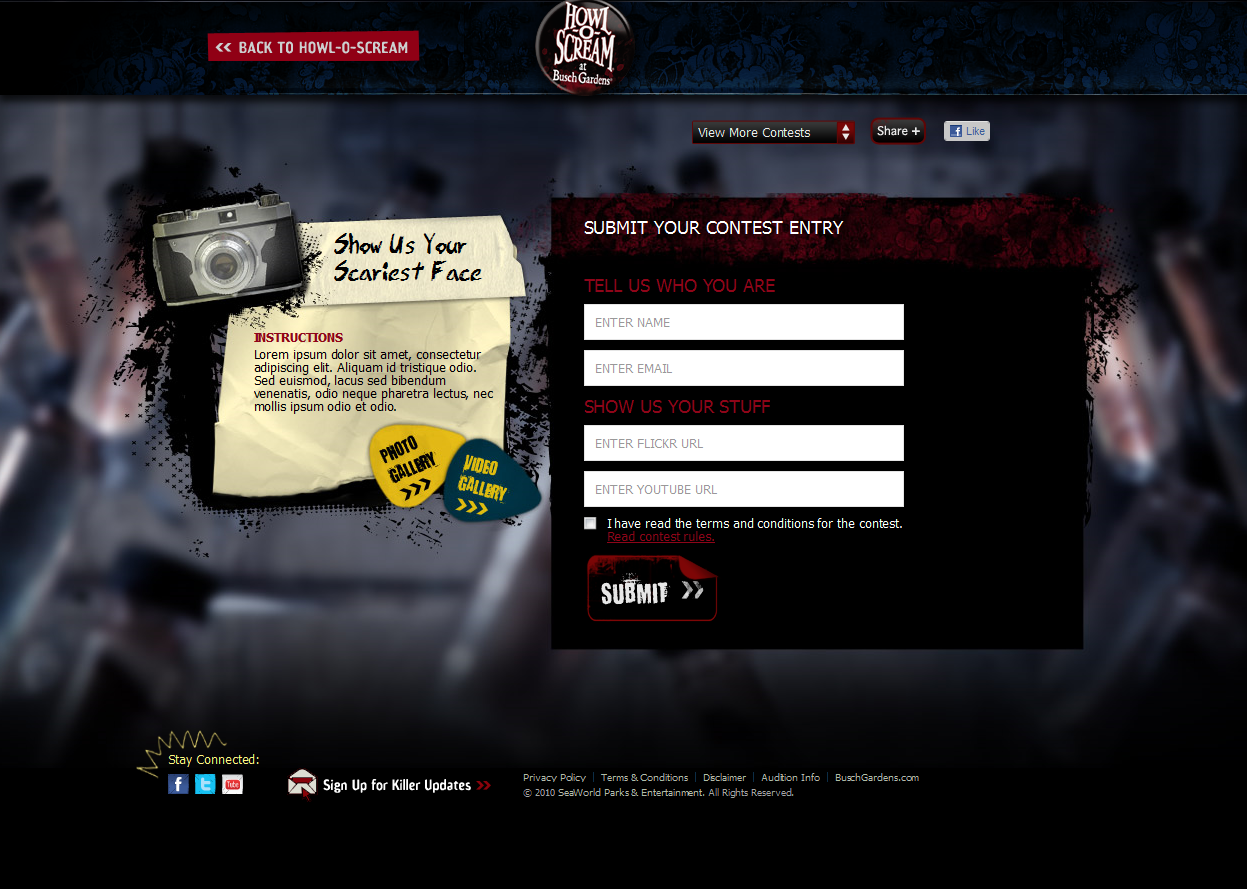 << BACK TO HOWL-O-SCREAM
HOWL
-O-
SCREAM
at
Busch Gardens
View More Contests
Share +
Like
Show Us Your
Scariest Face
INSTRUCTIONS
Lorem ipsum dolor sit amet, consectetur
adipiscing elit. Aliquam id tristique odio.
Sed euismod, lacus sed bibendum
venenatis, odio neque pharetra lectus, nec
mollis ipsum odio et odio.
PHOTO
GALLERY
>>>
VIDEO
GALLERY
>>>
SUBMIT YOUR CONTEST ENTRY
TELL US WHO YOU ARE
ENTER NAME
ENTER EMAIL
SHOW US YOUR STUFF
ENTER FLICKR URL
ENTER YOUTUBE URL
I have read the terms and conditions for the contest.
Read contest rules.
SUBMIT >>
Stay Connected:
f t You Tube
Sign Up for Killer Updates >>
Privacy Policy | Terms & Conditions | Disclaimer | Audition Info | BuschGardens.com
© 2010 SeaWorld Parks & Entertainment. All Rights Reserved.